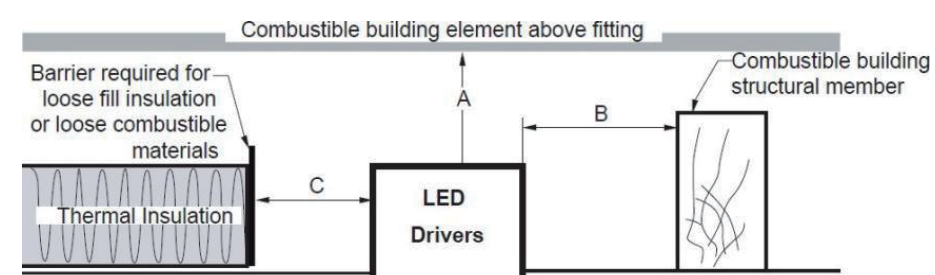 Combustible building element above fitting
Barrier required for
loose fill insulation
or loose combustible
materials
A
B
Combustible building
structural member
C
Thermal Insulation
LED
Drivers